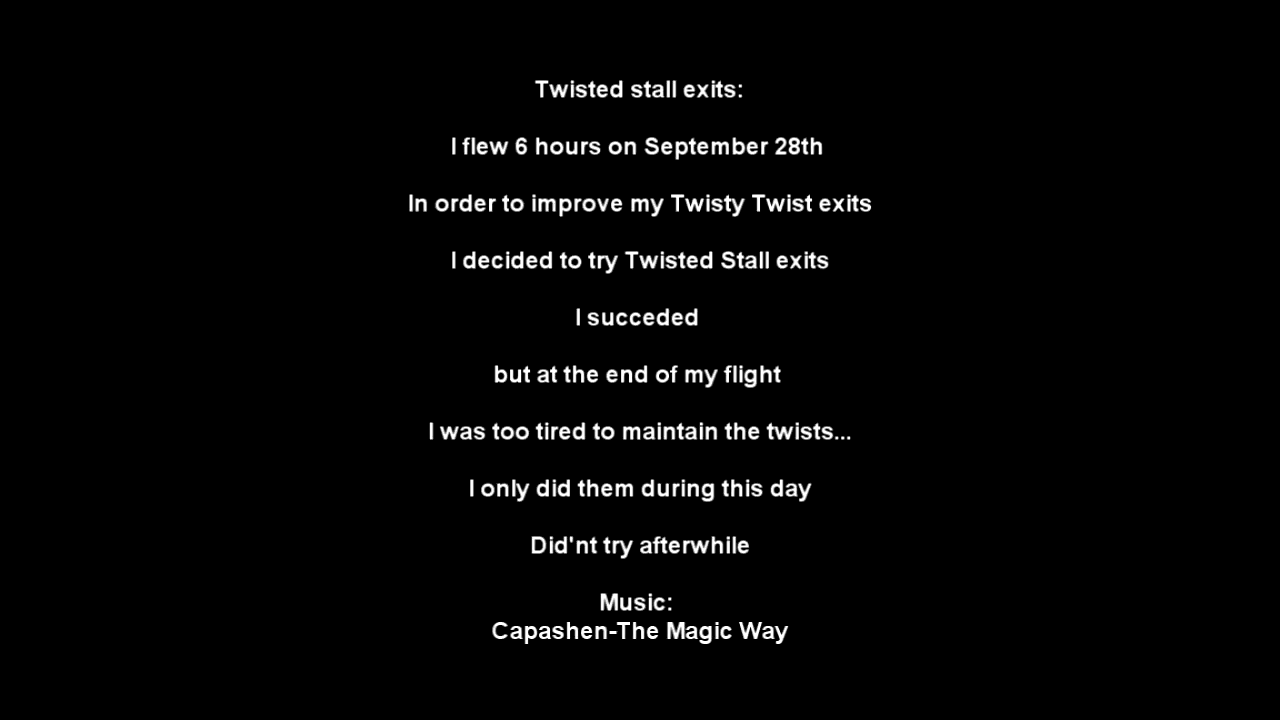 Twisted stall exits:
I flew 6 hours on September 28th
In order to improve my Twisty Twist exits
I decided to try Twisted Stall exits
I succeded
but at the end of my flight
I was too tired to maintain the twists...
I only did them during this day
Did'nt try afterwhile
Music:
Capashen-The Magic Way